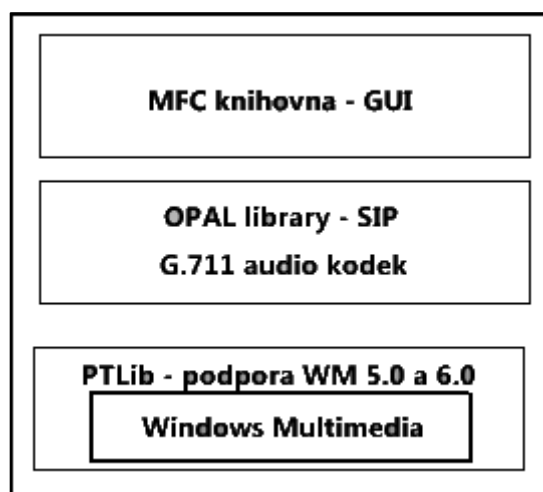 MFC knihovna - GUI
OPAL library - SIP
G.711 audio kodek
PTLib - podpora WM 5.0 a 6.0
Windows Multimedia